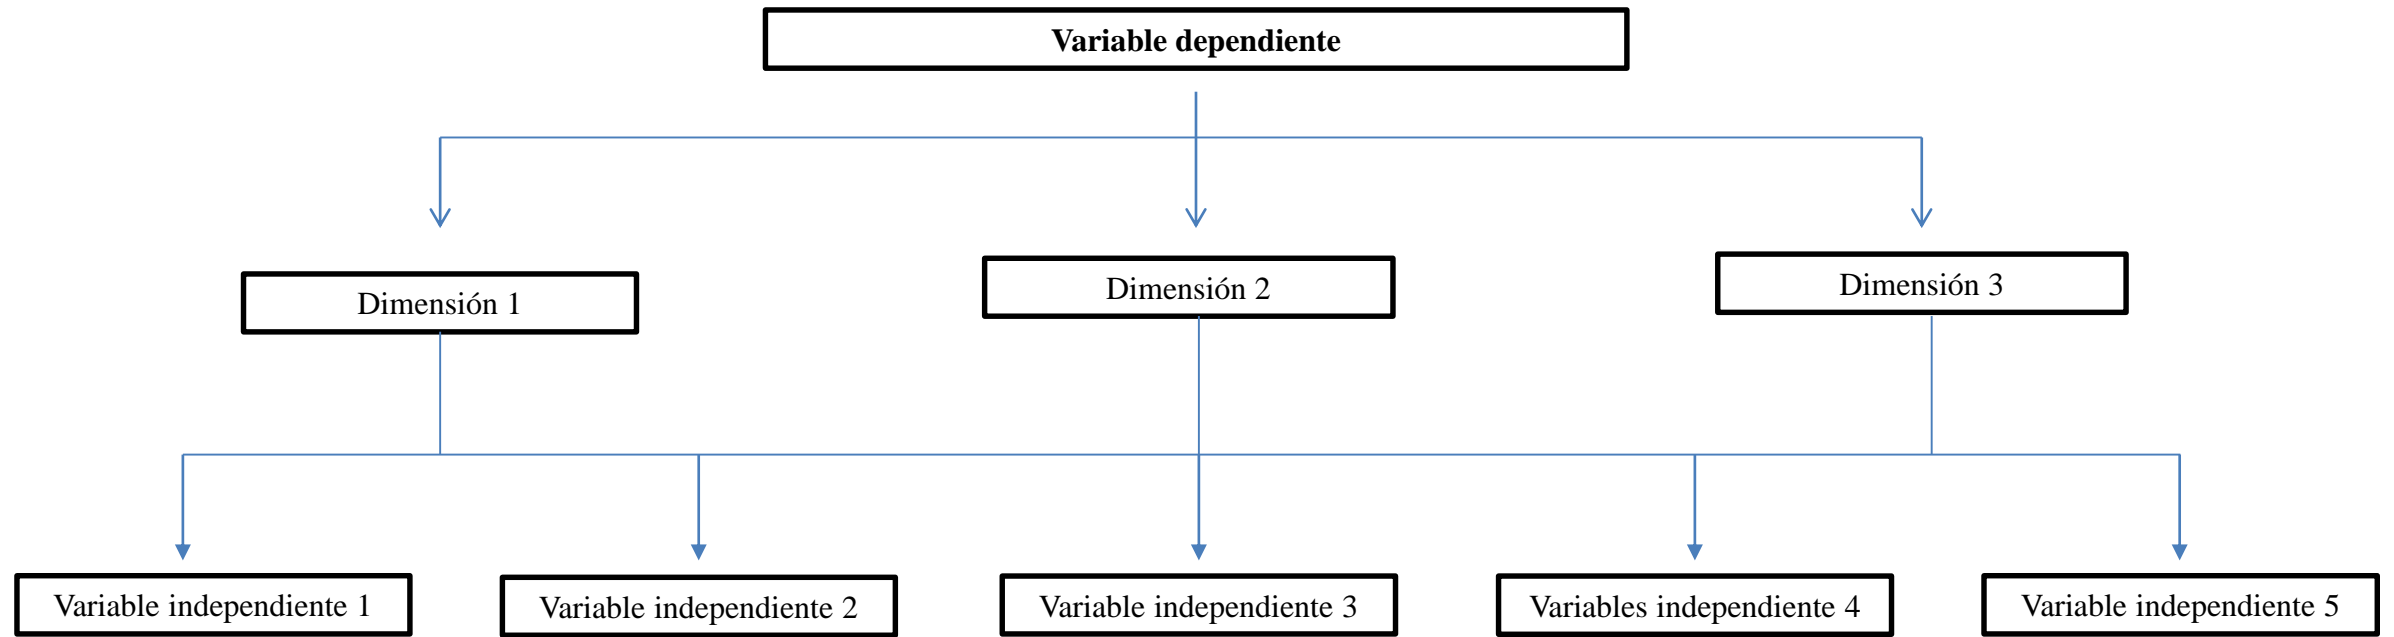 Variable dependiente
Dimensión 1
Dimensión 2
Dimensión 3
Variable independiente 1
Variable independiente 2
Variable independiente 3
Variables independiente 4
Variable independiente 5